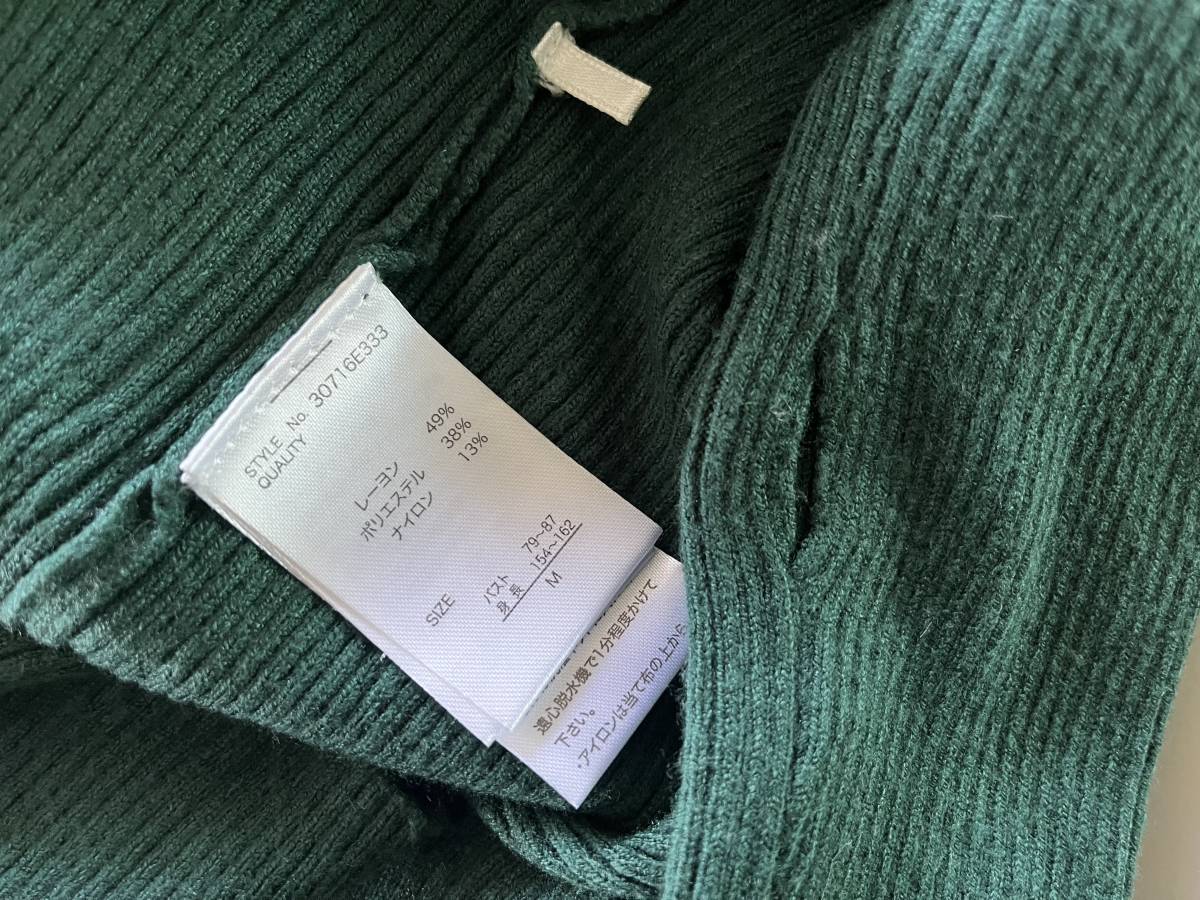 STYLE No. 30716E333
QUALITY
レーヨン 49%
ポリエステル 38%
ナイロン 13%
SIZE
バスト 79~87
身長 154~162
M
遠心脱水機で1分程度かけて
下さい。
・アイロンは当て布の上から